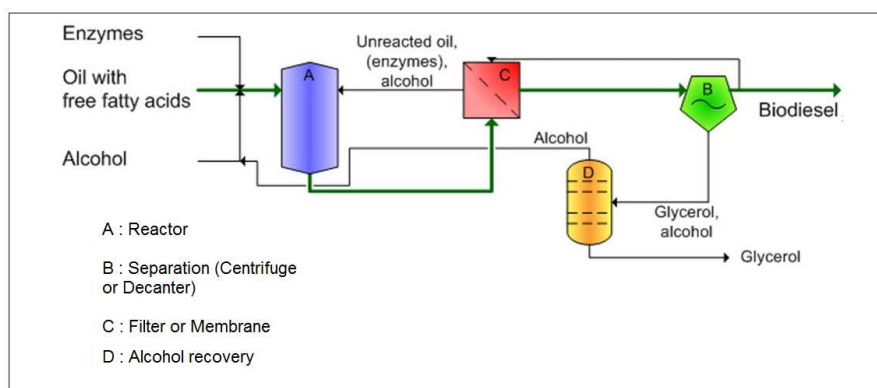 Enzymes
Oil with
free fatty acids
Alcohol
A
Unreacted oil,
(enzymes),
alcohol
C
B
Biodiesel
Alcohol
D
Glycerol,
alcohol
Glycerol
A : Reactor
B : Separation (Centrifuge
or Decanter)
C : Filter or Membrane
D : Alcohol recovery